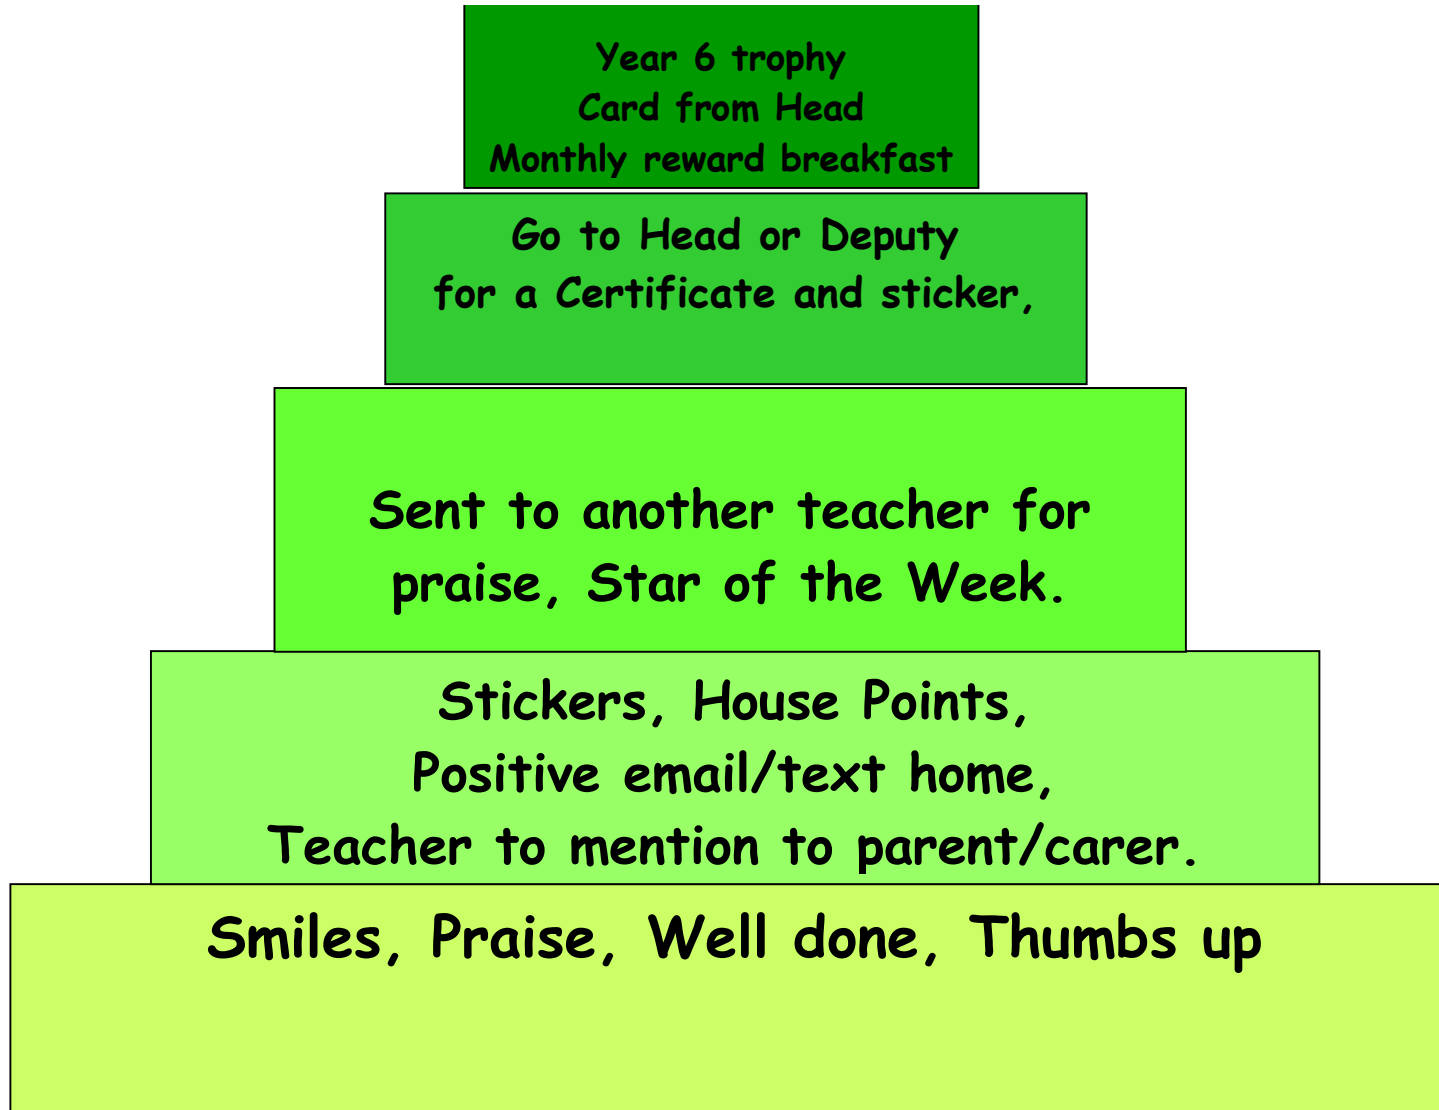 Year 6 trophy
Card from Head
Monthly reward breakfast
Go to Head or Deputy
for a Certificate and sticker,
Sent to another teacher for
praise, Star of the Week.
Stickers, House Points,
Positive email/text home,
Teacher to mention to parent/carer.
Smiles, Praise, Well done, Thumbs up